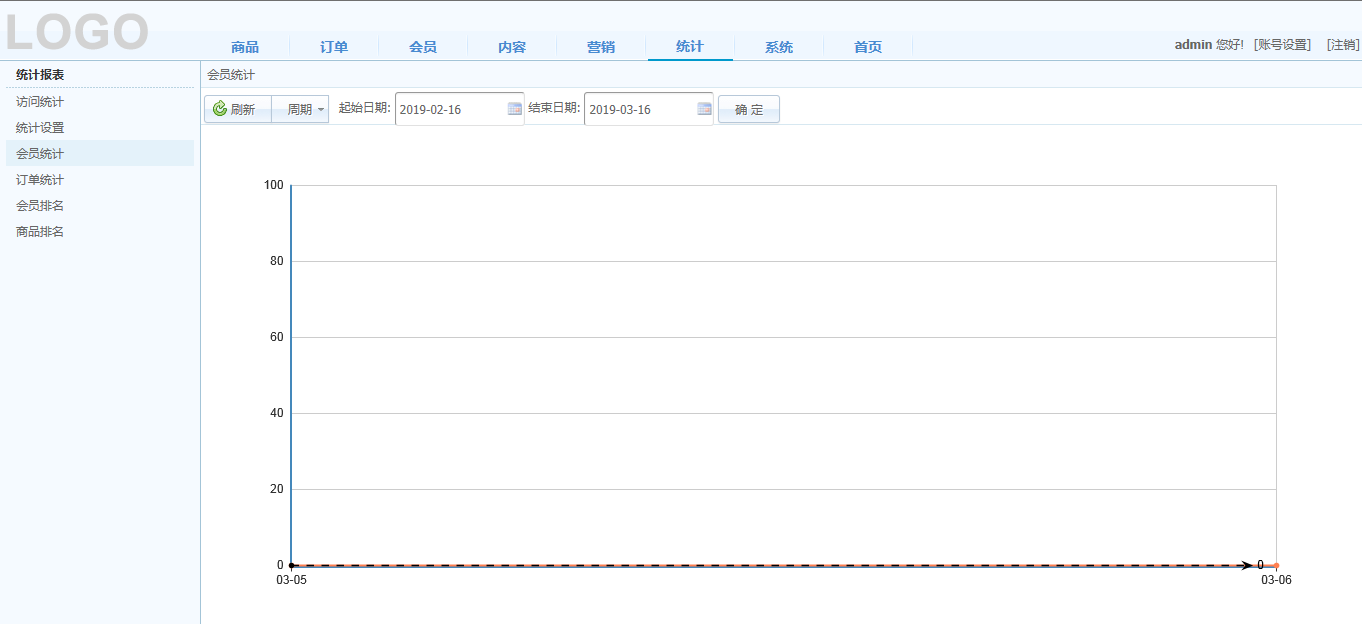 LOGO
商品 订单 会员 内容 营销 统计 系统 首页
admin 您好! [账号设置] [注销]
统计报表
访问统计
统计设置
会员统计
订单统计
会员排名
商品排名
会员统计
刷新 周期 起始日期: 2019-02-16 结束日期: 2019-03-16 确 定
100
80
60
40
20
0
0
03-05 03-06